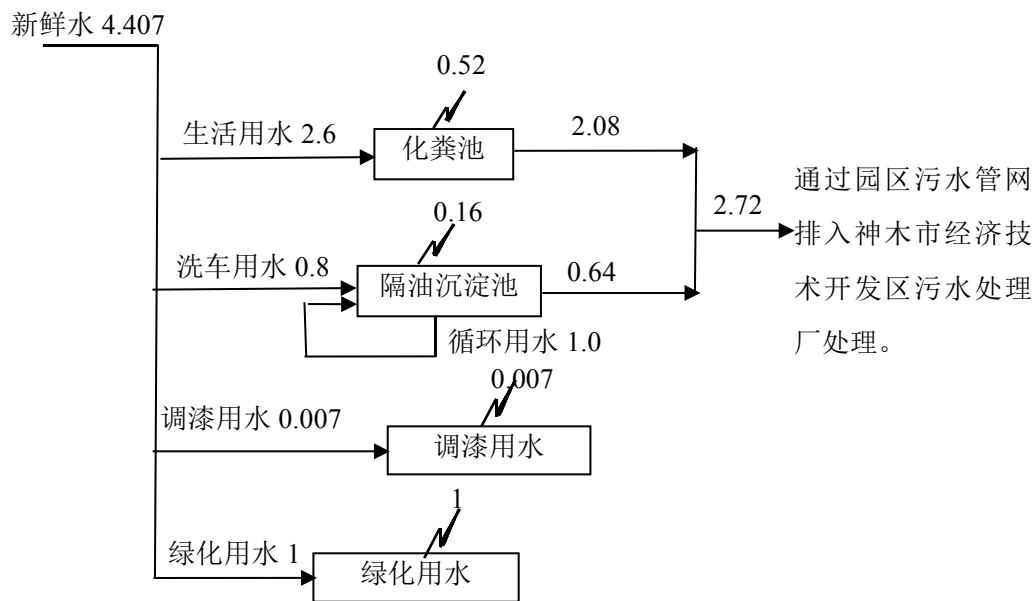 新鲜水 4.407
0.52
生活用水 2.6
化粪池
2.08
0.16
洗车用水 0.8
隔油沉淀池
0.64
循环用水 1.0
2.72
通过园区污水管网
排入神木市经济技
术开发区污水处理
厂处理。
0.007
调漆用水 0.007
调漆用水
1
绿化用水 1
绿化用水